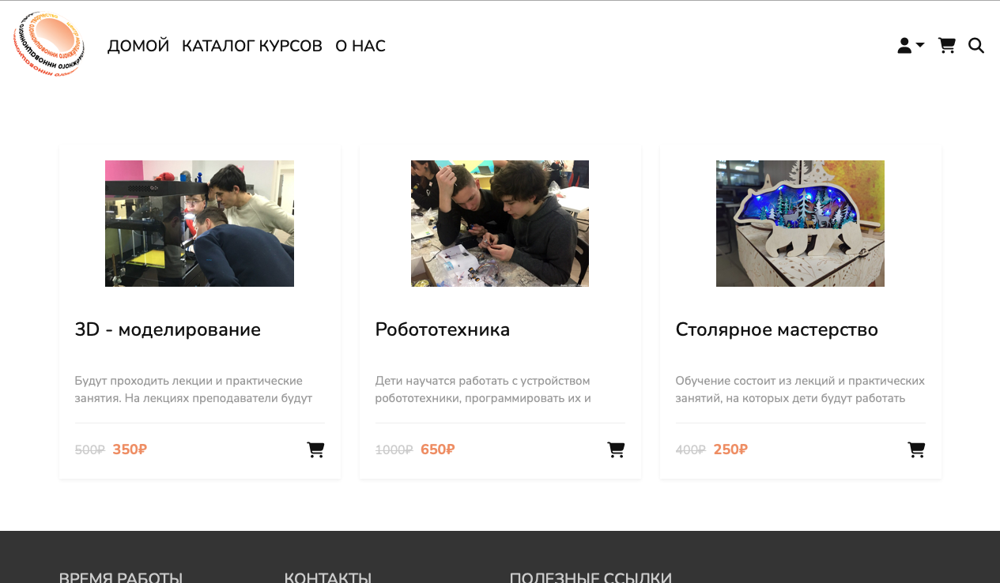 ДОМОЙ КАТАЛОГ КУРСОВ О НАС
3D - моделирование
Будут проходить лекции и практические
занятия. На лекциях преподаватели будут
500₽ 350₽
Робототехника
Дети научатся работать с устройством
робототехники, программировать их и
1000₽ 650₽
Столярное мастерство
Обучение состоит из лекций и практических
занятий, на которых дети будут работать
400₽ 250₽
ВРЕМЯ РАБОТЫ
КОНТАКТЫ
ПОЛЕЗНЫЕ ССЫЛКИ